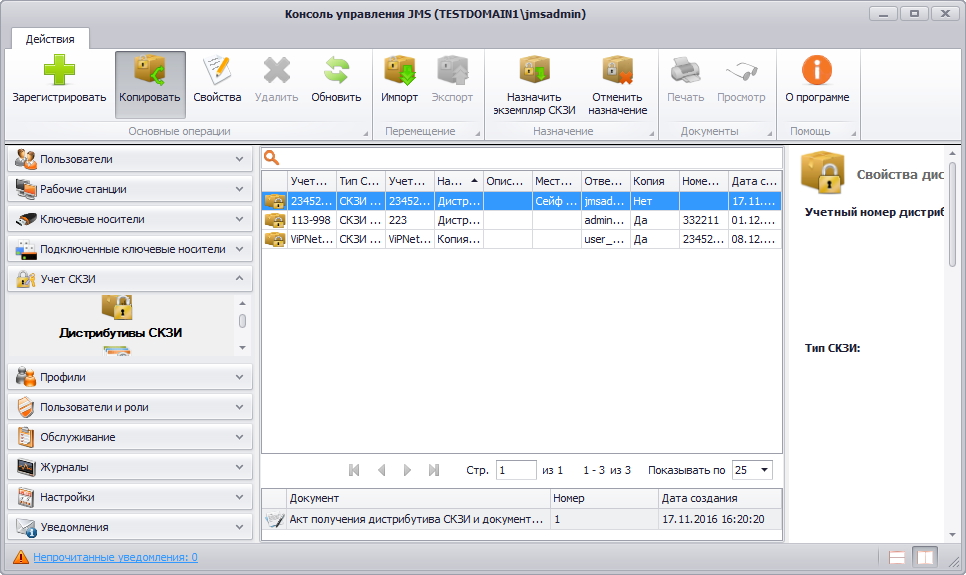 Консоль управления JMS (TESTDOMAIN1\jmsadmin)
Действия
Зарегистрировать Копировать Свойства Удалить Обновить Импорт Экспорт Назначить экземпляр СКЗИ Отменить назначение Печать Просмотр О программе
Основные операции Перемещение Назначение Документы Помощь
Пользователи
Рабочие станции
Ключевые носители
Подключенные ключевые носители
Учет СКЗИ
Дистрибутивы СКЗИ
Профили
Пользователи и роли
Обслуживание
Журналы
Настройки
Уведомления
Учет... Тип С... Учет... На... Опис... Мест... Отве... Копия Номе... Дата с...
23452... СКЗИ ... 23452... Дистр... Сейф ... jmsad... Нет 17.11....
113-998 СКЗИ ... 223 Дистр... admin... Да 332211 01.12....
ViPNet... СКЗИ ... ViPNet... Копия... user_... Да 23452... 08.12....
Стр. 1 из 1 1 - 3 из 3 Показывать по 25
Документ Номер Дата создания
Акт получения дистрибутива СКЗИ и документ... 1 17.11.2016 16:20:20
Свойства дис
Учетный номер дистриб
Тип СКЗИ:
Непрочитанные уведомления: 0